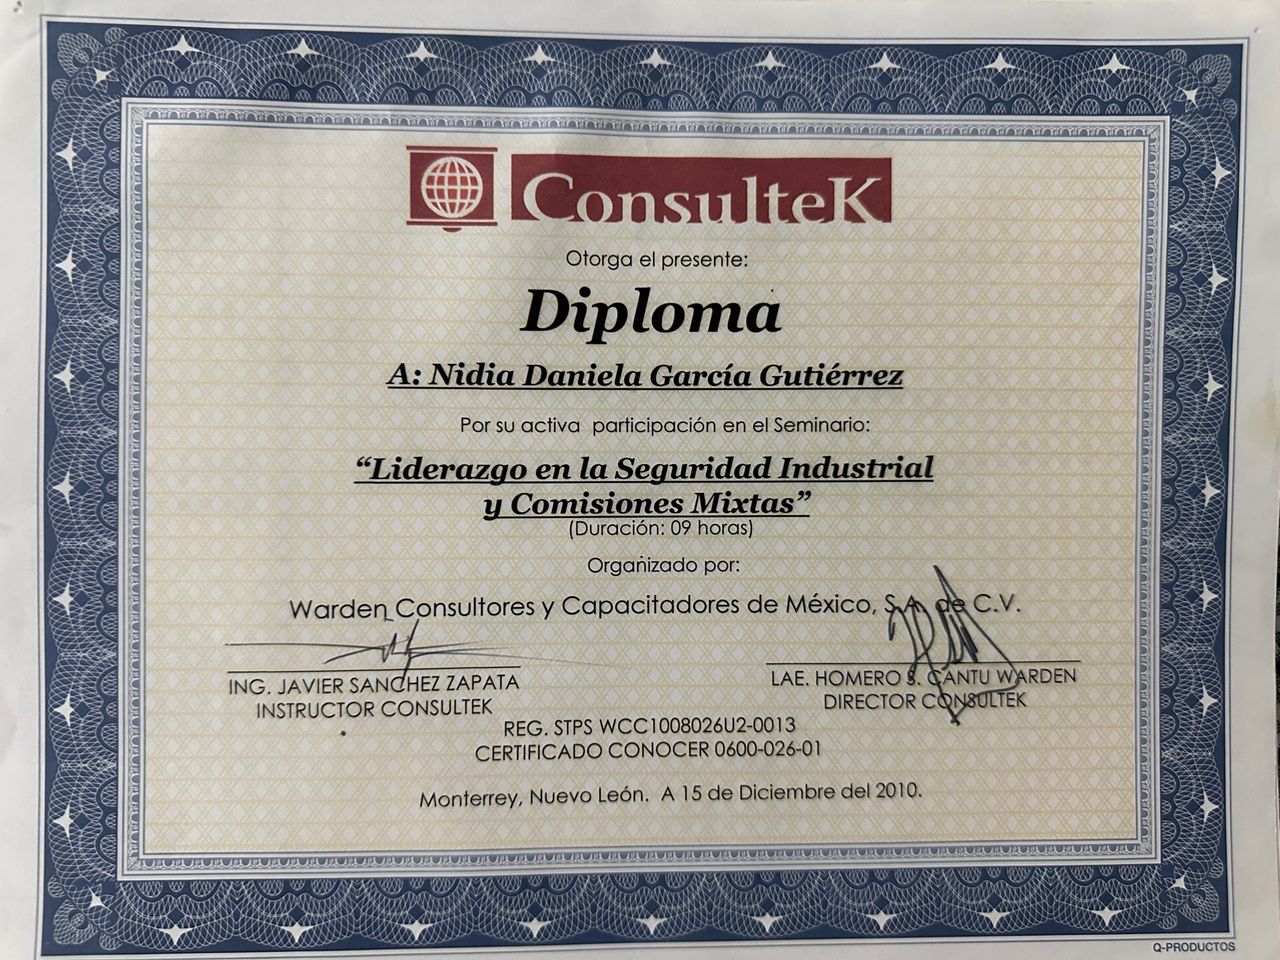 ConsulteK
Otorga el presente:
Diploma
A: Nidia Daniela García Gutiérrez
Por su activa participación en el Seminario:
“Liderazgo en la Seguridad Industrial
y Comisiones Mixtas”
(Duración: 09 horas)
Organizado por:
Warden Consultores y Capacitadores de México, S.A. de C.V.
ING. JAVIER SANCHEZ ZAPATA
INSTRUCTOR CONSULTEK
LAE. HOMERO S. CANTU WARDEN
DIRECTOR CONSULTEK
REG. STPS WCC1008026U2-0013
CERTIFICADO CONOCER 0600-026-01
Monterrey, Nuevo León. A 15 de Diciembre del 2010.
Q-PRODUCTOS